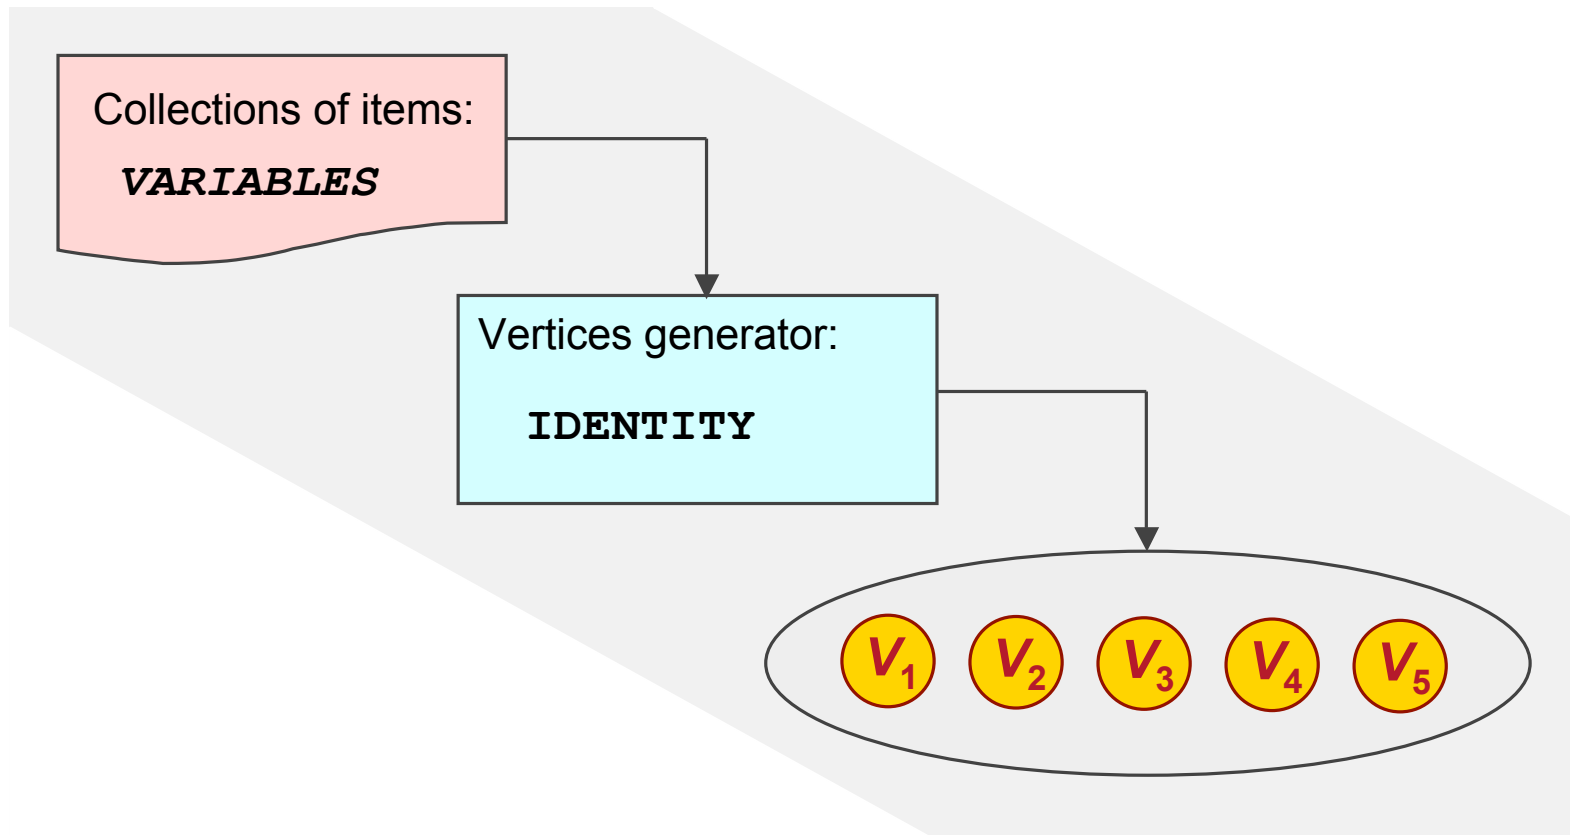 Collections of items:
VARIABLES
Vertices generator:
IDENTITY
V1 V2 V3 V4 V5